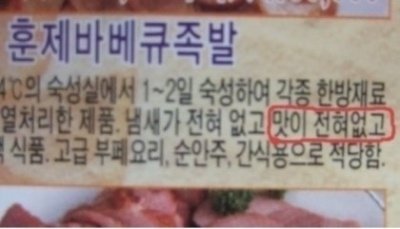 훈제바베큐족발
4℃의 숙성실에서 1~2일 숙성하여 각종 한방재료
열처리한 제품. 냄새가 전혀 없고 맛이 전혀없고
식품. 고급 부페요리, 순안주, 간식용으로 적당함.